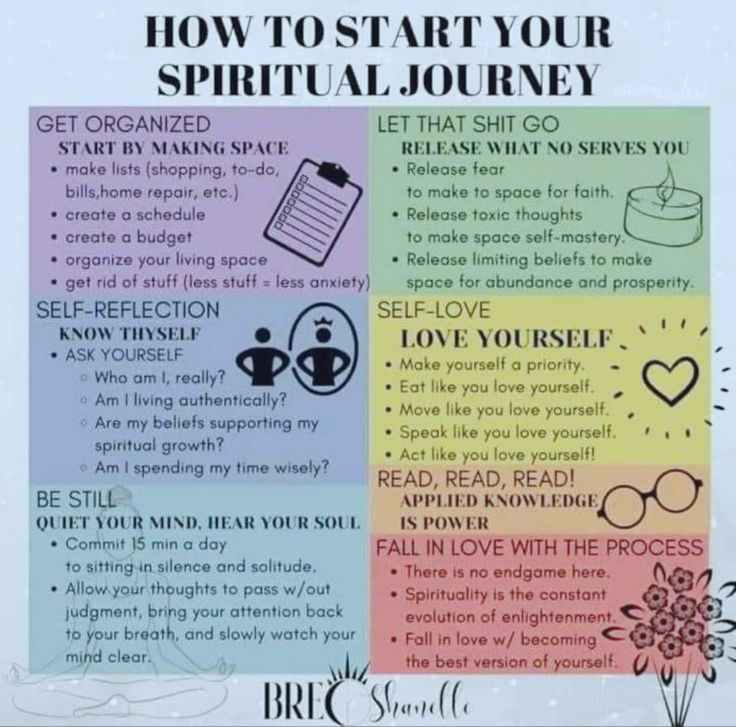 HOW TO START YOUR
SPIRITUAL JOURNEY
GET ORGANIZED
START BY MAKING SPACE
• make lists (shopping, to-do,
bills,home repair, etc.)
• create a schedule
• create a budget
• organize your living space
• get rid of stuff (less stuff = less anxiety)
LET THAT SHIT GO
RELEASE WHAT NO SERVES YOU
• Release fear
to make to space for faith.
• Release toxic thoughts
to make space self-mastery.
• Release limiting beliefs to make
space for abundance and prosperity.
SELF-REFLECTION
KNOW THYSELF
• ASK YOURSELF
◦ Who am I, really?
◦ Am I living authentically?
◦ Are my beliefs supporting my
spiritual growth?
◦ Am I spending my time wisely?
SELF-LOVE
LOVE YOURSELF
• Make yourself a priority.
• Eat like you love yourself.
• Move like you love yourself.
• Speak like you love yourself.
• Act like you love yourself!
READ, READ, READ!
APPLIED KNOWLEDGE
IS POWER
BE STILL
QUIET YOUR MIND, HEAR YOUR SOUL
• Commit 15 min a day
to sitting in silence and solitude.
• Allow your thoughts to pass w/out
judgment, bring your attention back
to your breath, and slowly watch your
mind clear.
FALL IN LOVE WITH THE PROCESS
• There is no endgame here.
• Spirituality is the constant
evolution of enlightenment.
• Fall in love w/ becoming
the best version of yourself.
BRE Shanelle